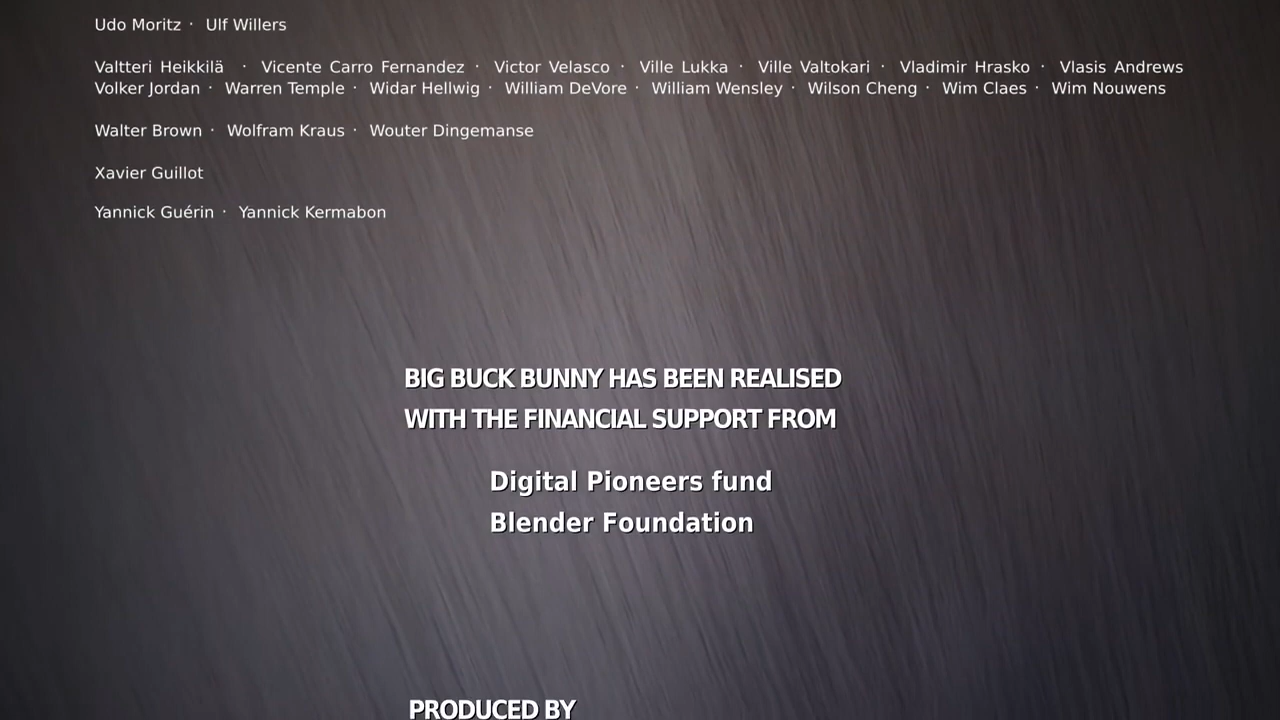 Udo Moritz · Ulf Willers
Valtteri Heikkilä · Vicente Carro Fernandez · Victor Velasco · Ville Lukka · Ville Valtokari · Vladimir Hrasko · Vlasis Andrews
Volker Jordan · Warren Temple · Widar Hellwig · William DeVore · William Wensley · Wilson Cheng · Wim Claes · Wim Nouwens
Walter Brown · Wolfram Kraus · Wouter Dingemanse
Xavier Guillot
Yannick Guérin · Yannick Kermabon
BIG BUCK BUNNY HAS BEEN REALISED
WITH THE FINANCIAL SUPPORT FROM
Digital Pioneers fund
Blender Foundation
PRODUCED BY